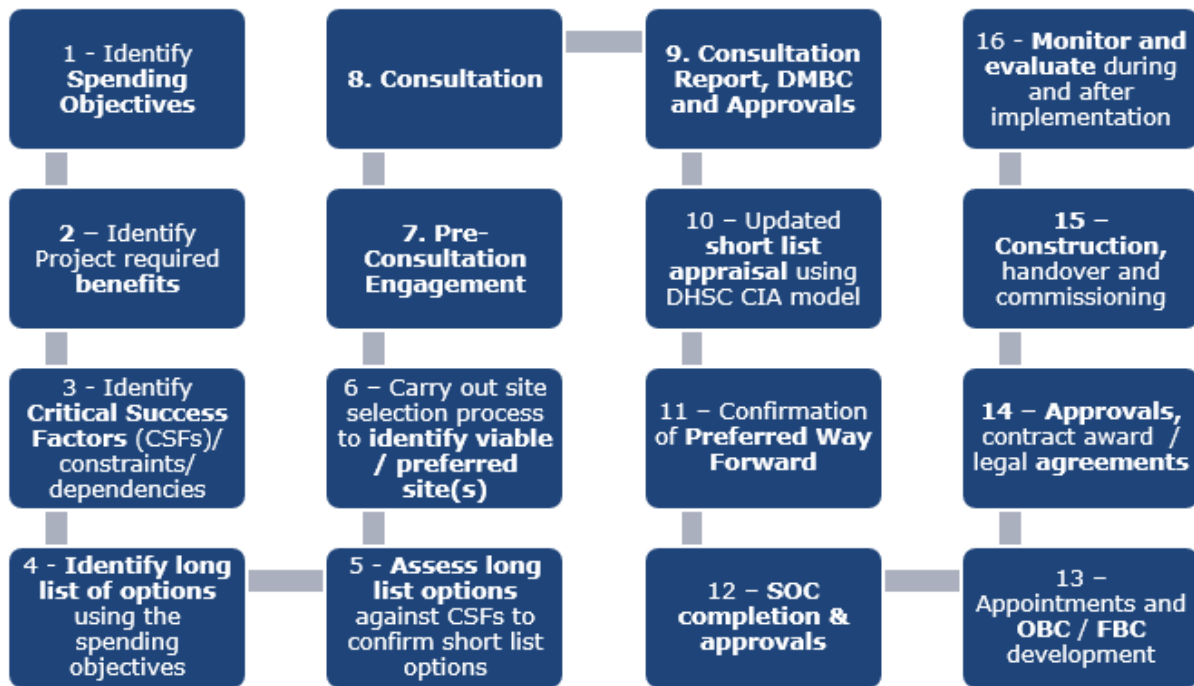 1 - Identify
Spending
Objectives
2 – Identify
Project required
benefits
3 - Identify
Critical Success
Factors (CSFs)/
constraints/
dependencies
4 - Identify long
list of options
using the
spending
objectives
5 - Assess long
list options
against CSFs to
confirm short list
options
6 – Carry out site
selection process
to identify viable
/ preferred
site(s)
7. Pre-
Consultation
Engagement
8. Consultation
9. Consultation
Report, DMBC
and Approvals
10 – Updated
short list
appraisal using
DHSC CIA model
11 – Confirmation
of Preferred Way
Forward
12 – SOC
completion &
approvals
13 –
Appointments and
OBC / FBC
development
14 – Approvals,
contract award /
legal agreements
15 –
Construction,
handover and
commissioning
16 - Monitor and
evaluate during
and after
implementation